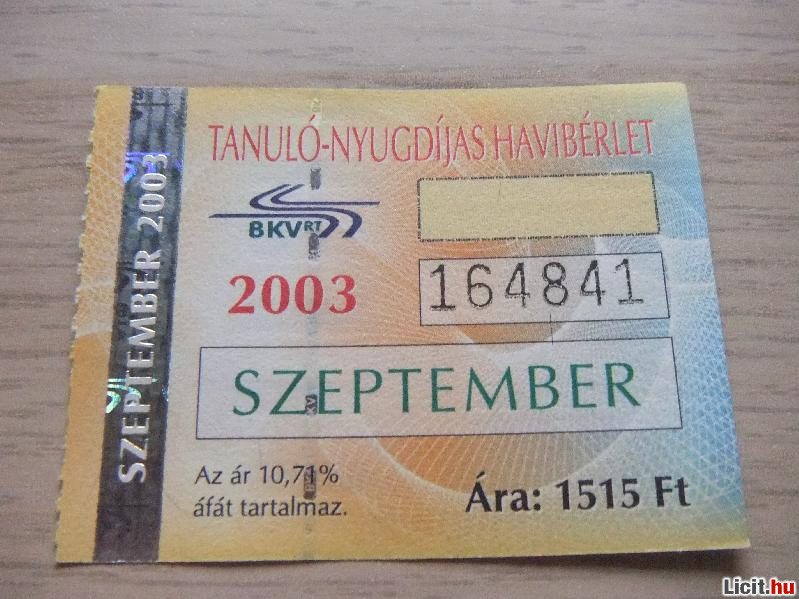 TANULÓ-NYUGDÍJAS HAVIBÉRLET
SZEPTEMBER 2003
BKV RT
2003
164841
SZEPTEMBER
Az ár 10,71%
áfát tartalmaz.
Ára: 1515 Ft
Licit.hu